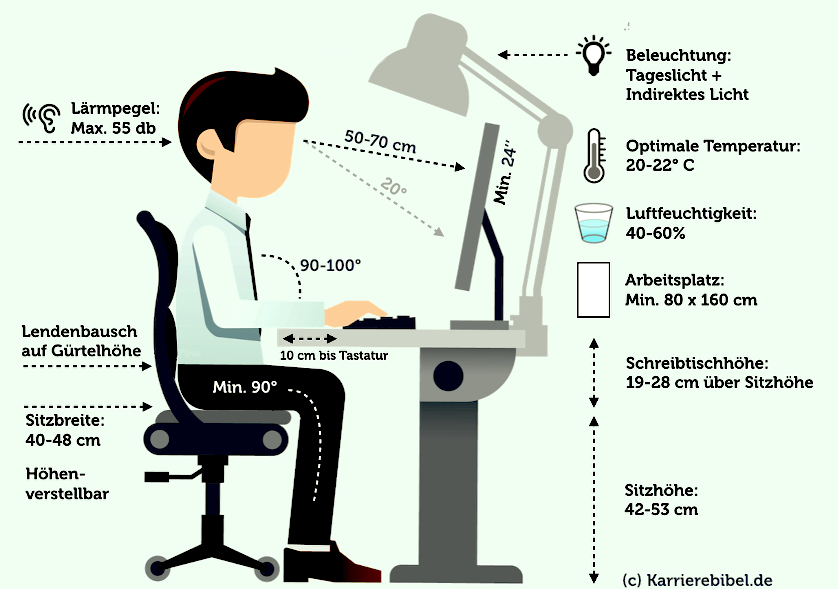 Lärmpegel:
Max. 55 db
50-70 cm
20°
Min. 24’’
90-100°
10 cm bis Tastatur
Min. 90°
Lendenbausch
auf Gürtelhöhe
Sitzbreite:
40-48 cm
Höhen-
verstellbar
Beleuchtung:
Tageslicht +
Indirektes Licht
Optimale Temperatur:
20-22° C
Luftfeuchtigkeit:
40-60%
Arbeitsplatz:
Min. 80 x 160 cm
Schreibtischhöhe:
19-28 cm über Sitzhöhe
Sitzhöhe:
42-53 cm
(c) Karrierebibel.de